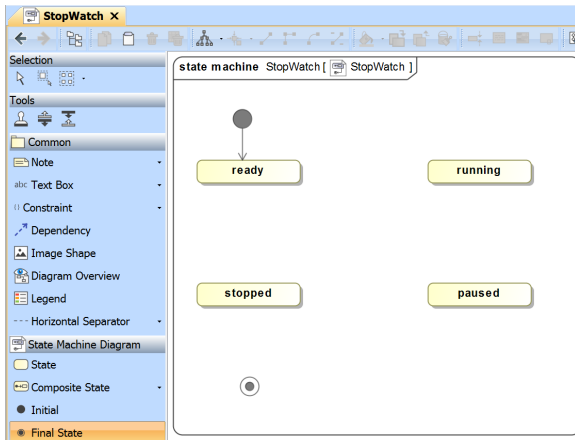 StopWatch ×
Selection
Tools
Common
Note
abc Text Box
Constraint
Dependency
Image Shape
Diagram Overview
Legend
Horizontal Separator
State Machine Diagram
State
Composite State
Initial
Final State
state machine StopWatch [ StopWatch ]
ready
running
stopped
paused